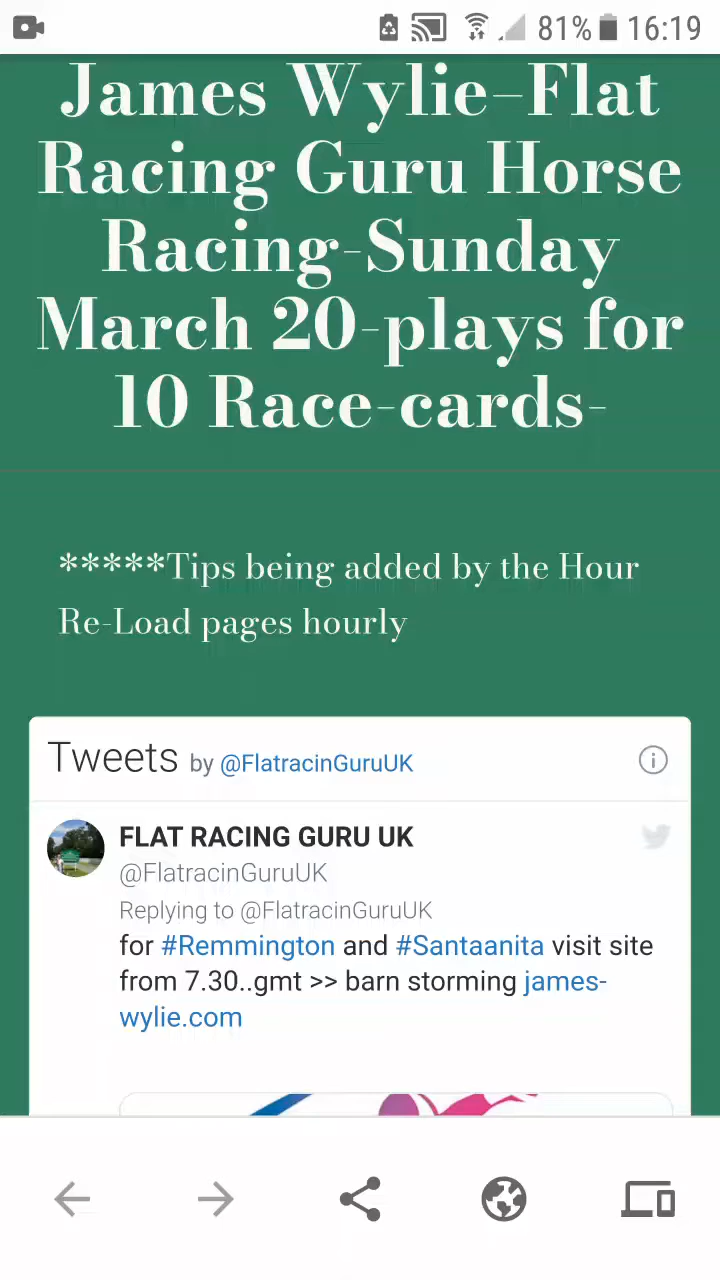 81% 16:19
James Wylie–Flat
Racing Guru Horse
Racing-Sunday
March 20-plays for
10 Race-cards-
*****Tips being added by the Hour
Re-Load pages hourly
Tweets by @FlatracinGuruUK
FLAT RACING GURU UK
@FlatracinGuruUK
Replying to @FlatracinGuruUK
for #Remmington and #Santaanita visit site
from 7.30..gmt >> barn storming james-
wylie.com